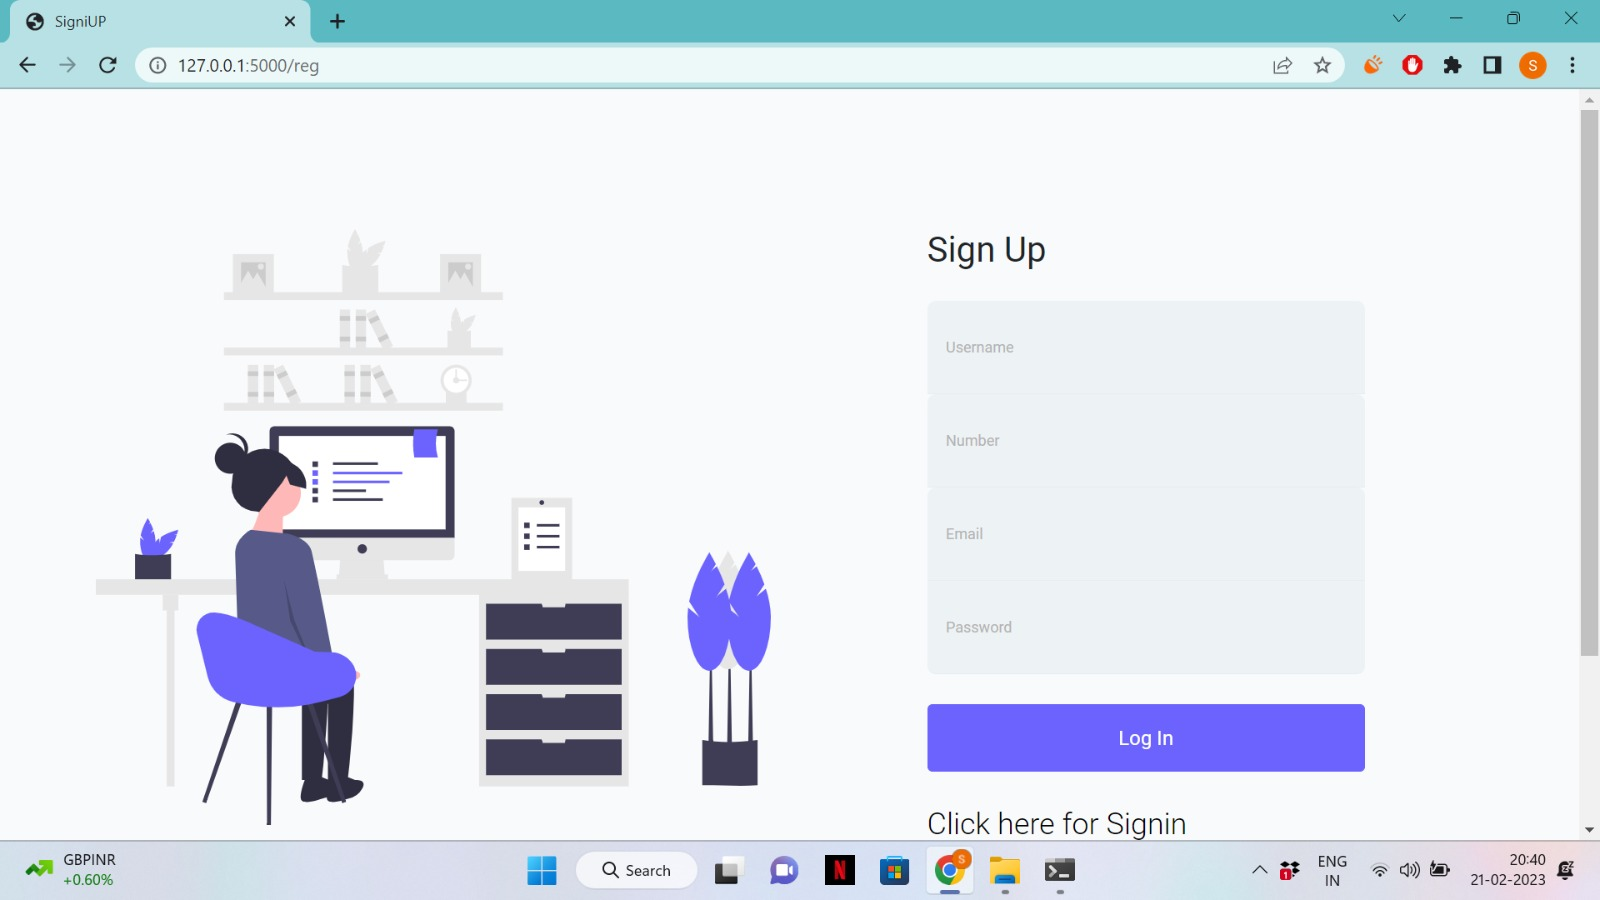 SigniUP
127.0.0.1:5000/reg
S
Sign Up
Username
Number
Email
Password
Log In
Click here for Signin
GBPINR
+0.60%
Search
N
S
1
ENG
IN
20:40
21-02-2023